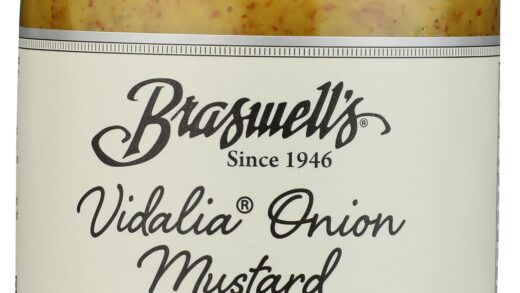 Braswell's®
Since 1946
Vidalia® Onion
Mustard